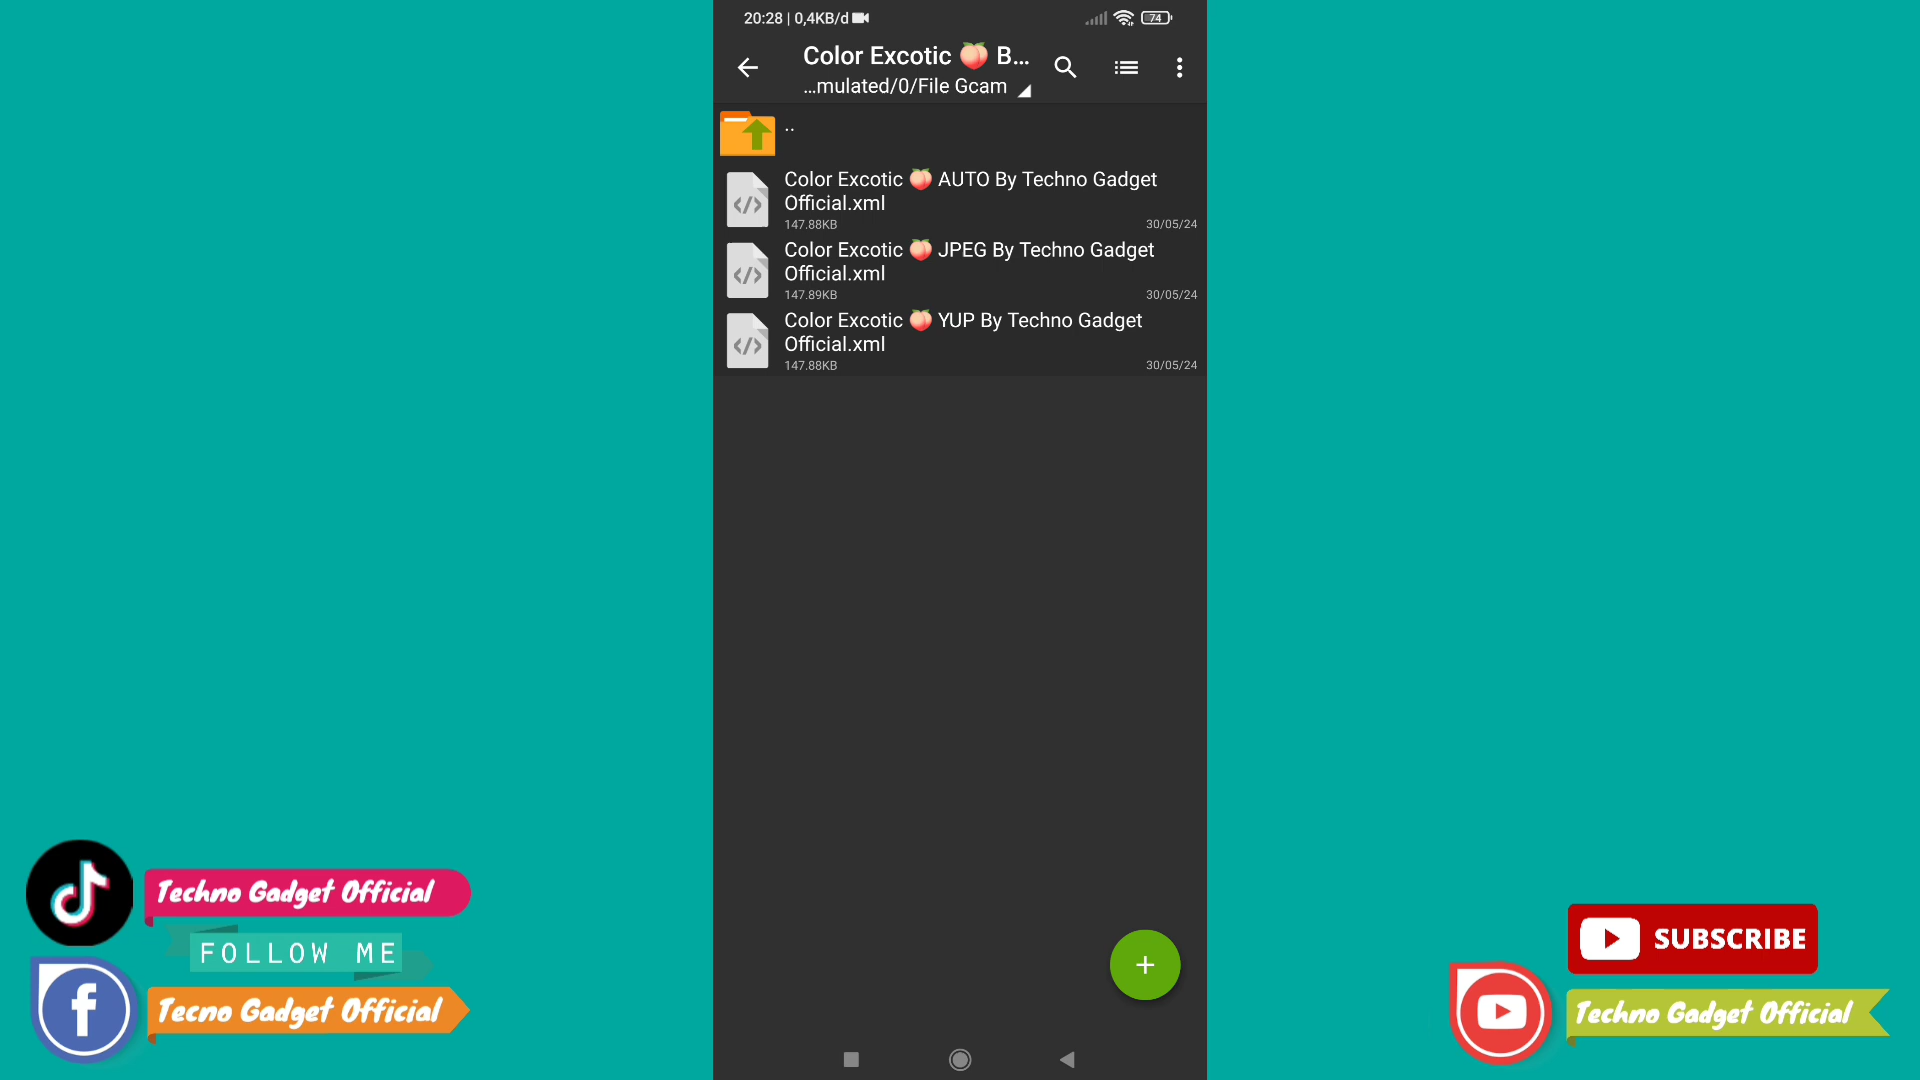 20:28 | 0,4KB/d
74
Color Excotic 🍑 B...
...mulated/0/File Gcam
..
Color Excotic 🍑 AUTO By Techno Gadget
Official.xml
147.88KB
30/05/24
Color Excotic 🍑 JPEG By Techno Gadget
Official.xml
147.89KB
30/05/24
Color Excotic 🍑 YUP By Techno Gadget
Official.xml
147.88KB
30/05/24
Techno Gadget Official
FOLLOW ME
Tecno Gadget Official
SUBSCRIBE
Techno Gadget Official